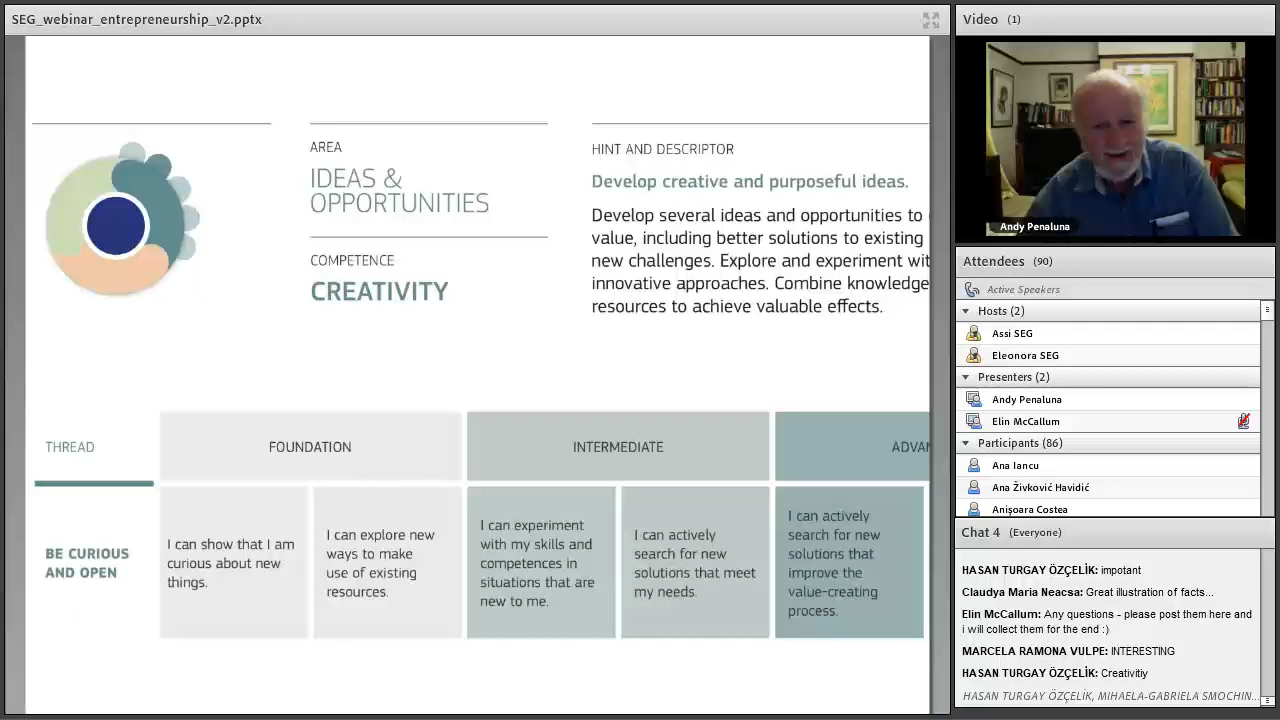 SEG_webinar_entrepreneurship_v2.pptx
AREA
IDEAS &
OPPORTUNITIES
COMPETENCE
CREATIVITY
HINT AND DESCRIPTOR
Develop creative and purposeful ideas.
Develop several ideas and opportunities to
value, including better solutions to existing
new challenges. Explore and experiment wit
innovative approaches. Combine knowledge
resources to achieve valuable effects.
THREAD
FOUNDATION
INTERMEDIATE
ADVAN
BE CURIOUS
AND OPEN
I can show that I am
curious about new
things.
I can explore new
ways to make
use of existing
resources.
I can experiment
with my skills and
competences in
situations that are
new to me.
I can actively
search for new
solutions that meet
my needs.
I can actively
search for new
solutions that
improve the
value-creating
process.
Video (1)
Andy Penaluna
Attendees (90)
Active Speakers
Hosts (2)
Assi SEG
Eleonora SEG
Presenters (2)
Andy Penaluna
Elin McCallum
Participants (86)
Ana Iancu
Ana Živković Havidić
Anişoara Costea
Chat 4 (Everyone)
HASAN TURGAY ÖZÇELİK: impotant
Claudya Maria Neacsa: Great illustration of facts...
Elin McCallum: Any questions - please post them here and
i will collect them for the end :)
MARCELA RAMONA VULPE: INTERESTING
HASAN TURGAY ÖZÇELİK: Creativitiy
HASAN TURGAY ÖZÇELİK, MIHAELA-GABRIELA SMOCHIN...